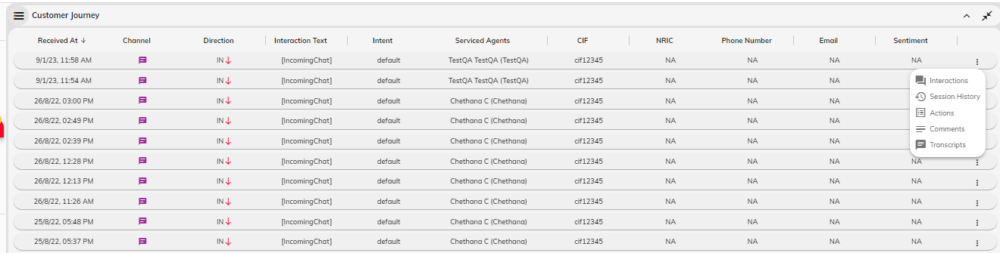 Customer Journey
Received At Channel Direction Interaction Text Intent Serviced Agents CIF NRIC Phone Number Email Sentiment
9/1/23, 11:58 AM IN [IncomingChat] default TestQA TestQA (TestQA) cif12345 NA NA NA NA
9/1/23, 11:54 AM IN [IncomingChat] default TestQA TestQA (TestQA) cif12345 NA NA NA
Interactions
26/8/22, 03:00 PM IN [IncomingChat] default Chethana C (Chethana) cif12345 NA NA NA
Session History
26/8/22, 02:49 PM IN [IncomingChat] default Chethana C (Chethana) cif12345 NA NA NA
Actions
26/8/22, 02:39 PM IN [IncomingChat] default Chethana C (Chethana) cif12345 NA NA NA
Comments
Transcripts
26/8/22, 12:28 PM IN [IncomingChat] default Chethana C (Chethana) cif12345 NA NA NA NA
26/8/22, 12:13 PM IN [IncomingChat] default Chethana C (Chethana) cif12345 NA NA NA NA
26/8/22, 11:26 AM IN [IncomingChat] default Chethana C (Chethana) cif12345 NA NA NA NA
25/8/22, 05:48 PM IN [IncomingChat] default Chethana C (Chethana) cif12345 NA NA NA NA
25/8/22, 05:37 PM IN [IncomingChat] default Chethana C (Chethana) cif12345 NA NA NA NA